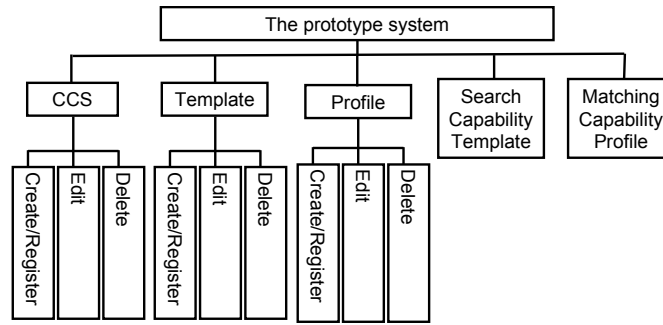 The prototype system
CCS
Template
Profile
Search
Capability
Template
Matching
Capability
Profile
Create/Register
Edit
Delete
Create/Register
Edit
Delete
Create/Register
Edit
Delete